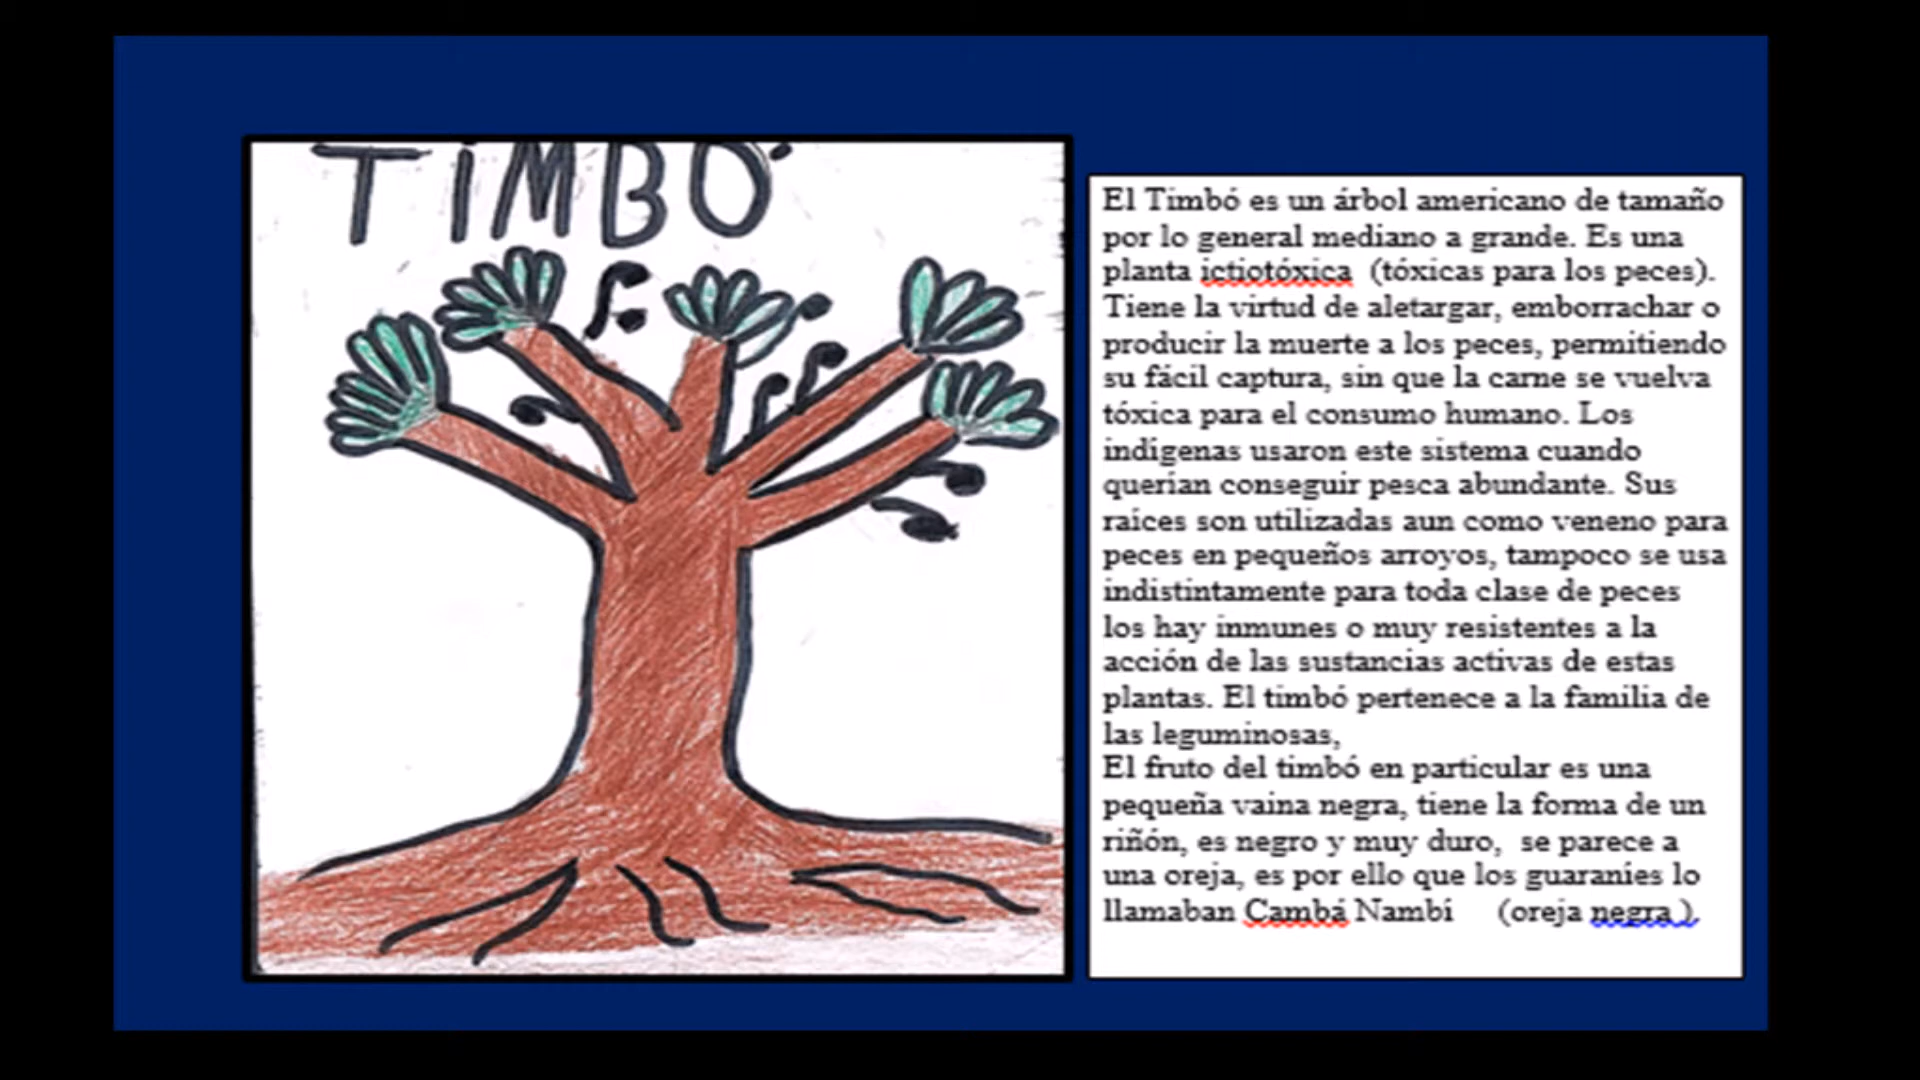 TIMBÓ
El Timbó es un árbol americano de tamaño
por lo general mediano a grande. Es una
planta ictiotóxica (tóxicas para los peces).
Tiene la virtud de aletargar, emborrachar o
producir la muerte a los peces, permitiendo
su fácil captura, sin que la carne se vuelva
tóxica para el consumo humano. Los
indígenas usaron este sistema cuando
querían conseguir pesca abundante. Sus
raíces son utilizadas aun como veneno para
peces en pequeños arroyos, tampoco se usa
indistintamente para toda clase de peces
los hay inmunes o muy resistentes a la
acción de las sustancias activas de estas
plantas. El timbó pertenece a la familia de
las leguminosas,
El fruto del timbó en particular es una
pequeña vaina negra, tiene la forma de un
riñón, es negro y muy duro, se parece a
una oreja, es por ello que los guaraníes lo
llamaban Cambá Nambí (oreja negra ).